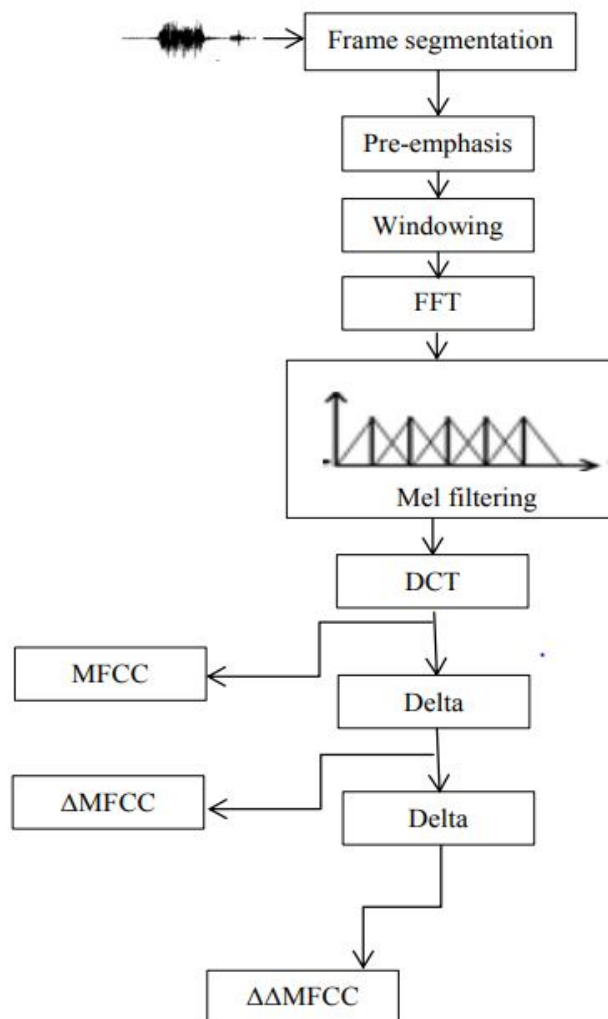 Frame segmentation
Pre-emphasis
Windowing
FFT
Mel filtering
DCT
MFCC
Delta
ΔMFCC
Delta
ΔΔMFCC